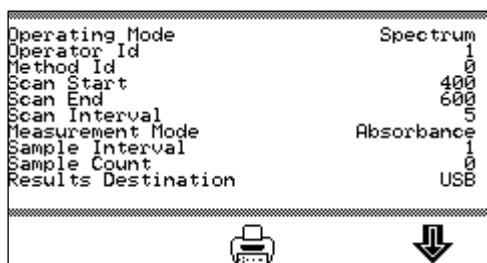 Operating Mode Spectrum
Operator Id 1
Method Id 0
Scan Start 400
Scan End 600
Scan Interval 5
Measurement Mode Absorbance
Sample Interval 1
Sample Count 0
Results Destination USB